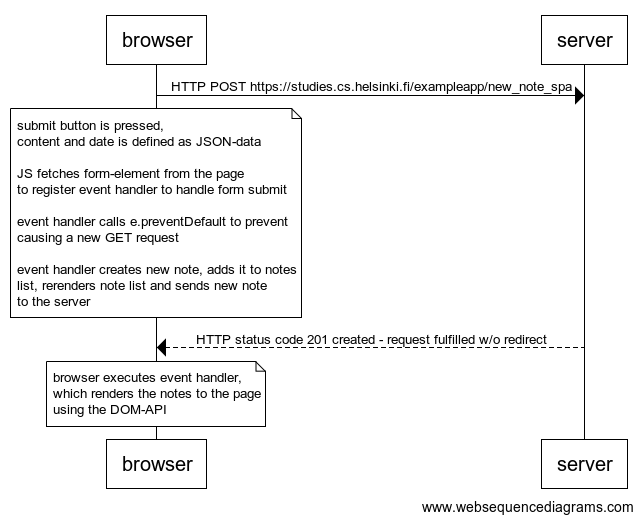 browser
server
HTTP POST https://studies.cs.helsinki.fi/exampleapp/new_note_spa
submit button is pressed,
content and date is defined as JSON-data
JS fetches form-element from the page
to register event handler to handle form submit
event handler calls e.preventDefault to prevent
causing a new GET request
event handler creates new note, adds it to notes
list, rerenders note list and sends new note
to the server
HTTP status code 201 created - request fulfilled w/o redirect
browser executes event handler,
which renders the notes to the page
using the DOM-API
browser
server
www.websequencediagrams.com